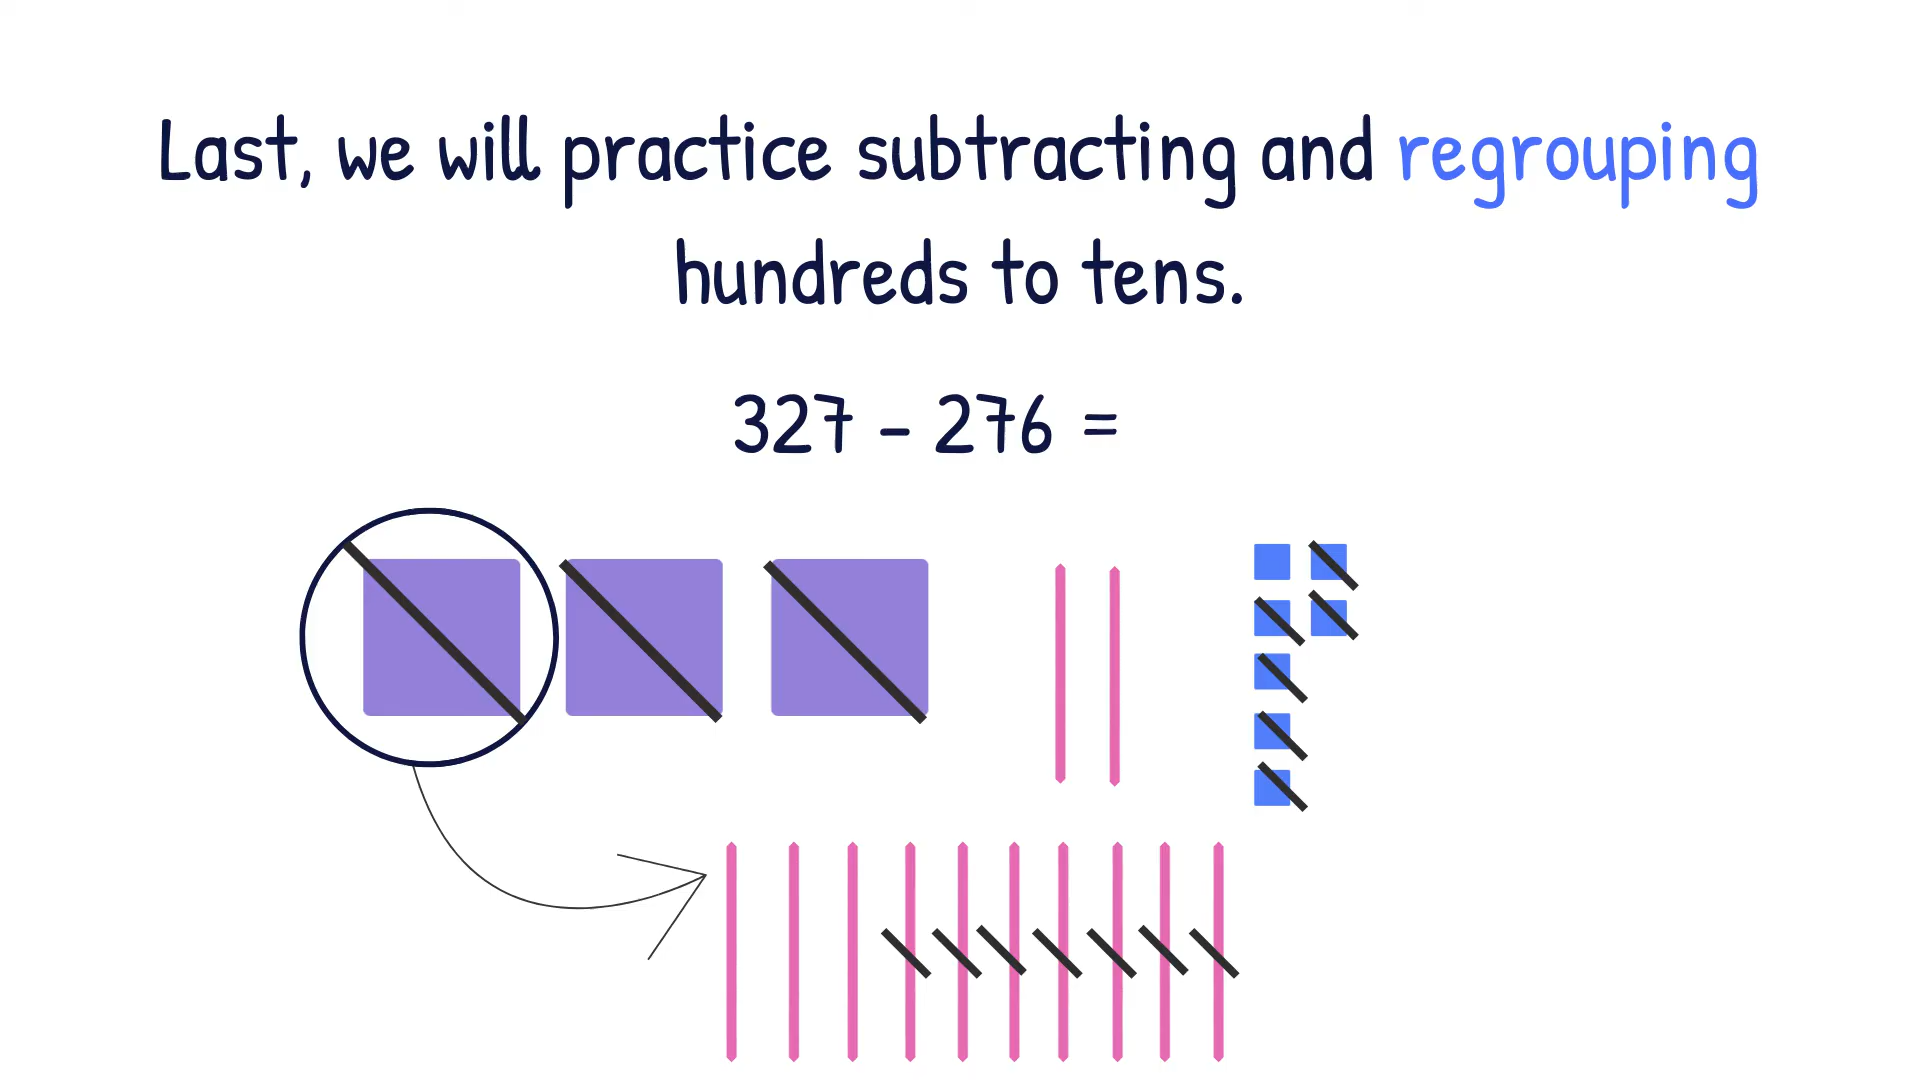 Last, we will practice subtracting and regrouping
hundreds to tens.
327 - 276 =